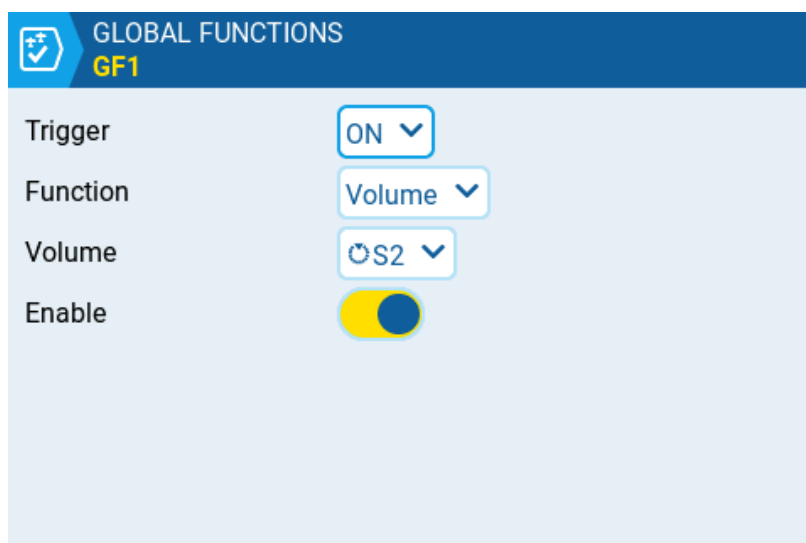 GLOBAL FUNCTIONS
GF1
Trigger ON
Function Volume
Volume S2
Enable